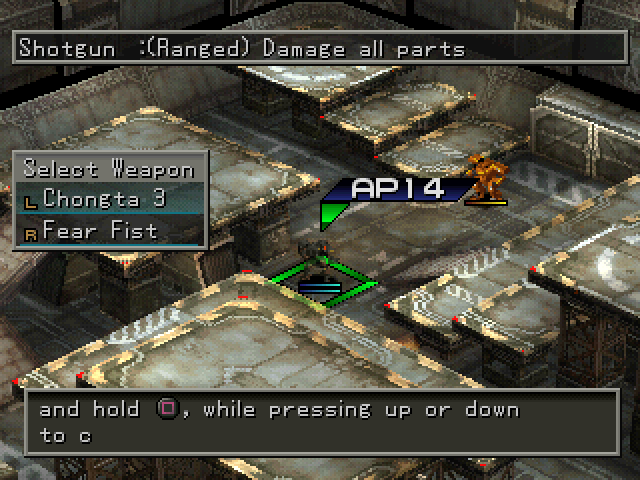 Shotgun :(Ranged) Damage all parts
Select Weapon
L Chongta 3
R Fear Fist
AP14
and hold , while pressing up or down
to c